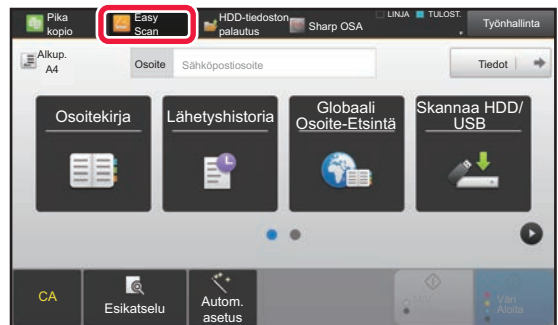 Pika
kopio
Easy
Scan
HDD-tiedoston
palautus
Sharp OSA
LINJA
TULOST.
Työnhallinta
Alkup.
A4
Osoite
Sähköpostiosoite
Tiedot
Osoitekirja
Lähetyshistoria
Globaali
Osoite-Etsintä
Skannaa HDD/
USB
CA
Esikatselu
Autom.
asetus
Väri
Aloita